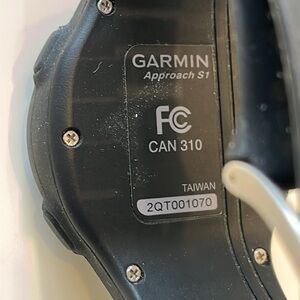 GARMIN
Approach S1
FC
CAN 310
TAIWAN
2QT001070